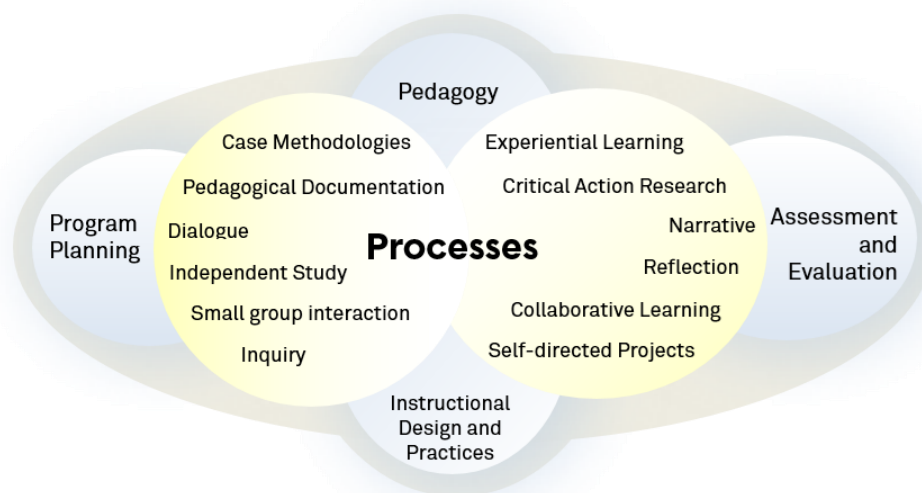 Pedagogy
Case Methodologies
Experiential Learning
Pedagogical Documentation
Critical Action Research
Program
Planning
Dialogue
Narrative
Assessment
and
Evaluation
Processes
Independent Study
Reflection
Small group interaction
Collaborative Learning
Inquiry
Self-directed Projects
Instructional
Design and
Practices